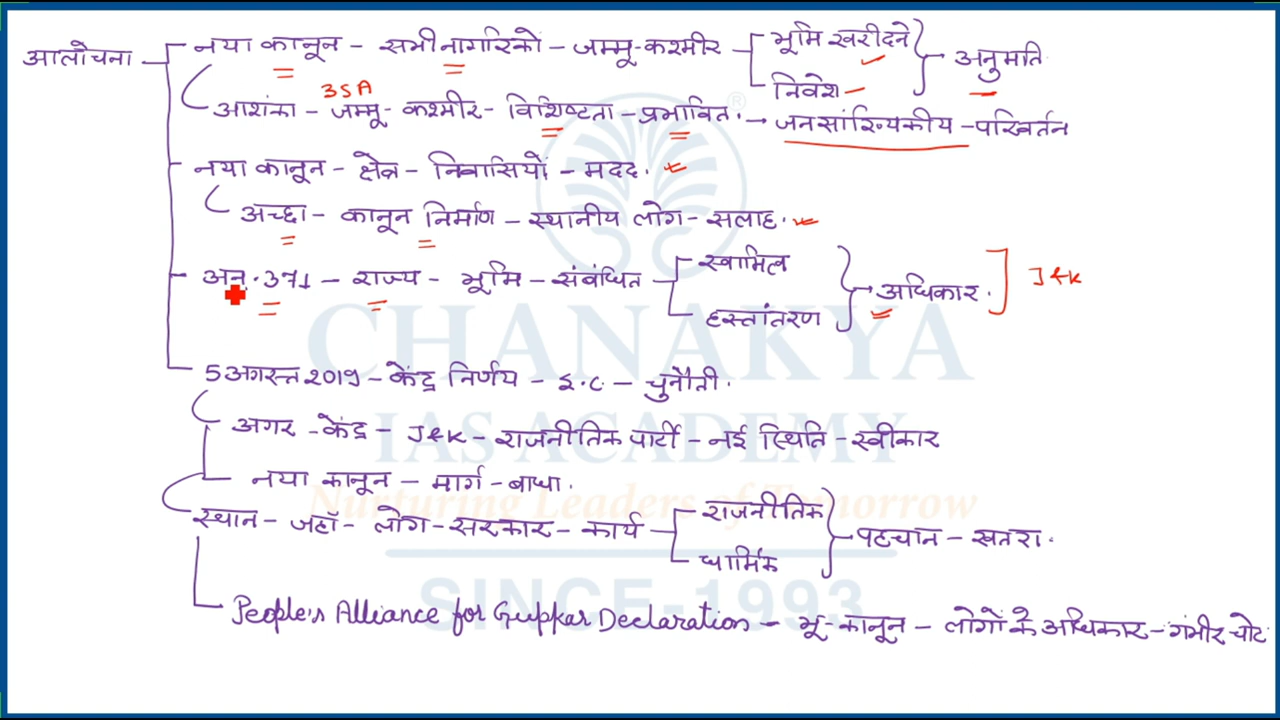 आलोचना
नया कानून - सभी नागरिको - जम्मू-कश्मीर
भूमि खरीदने
निवेश
अनुमति
35A
आशंका - जम्मू-कश्मीर - विशिष्टता - प्रभावित. → जनसांख्यिकीय - परिवर्तन
नया कानून - क्षेत्र - निवासियों - मदद.
अच्छा - कानून निर्माण - स्थानीय लोग - सलाह.
अनु. 371 - राज्य - भूमि - संबंधित
स्वामित्व
हस्तांतरण
अधिकार.
J&K
5 अगस्त 2019 - केंद्र निर्णय - S.C - चुनौती.
अगर - केंद्र - J&K - राजनीतिक पार्टी - नई स्थिति - स्वीकार
नया कानून - मार्ग - बाधा.
स्थान - जहाँ - लोग - सरकार - कार्य
राजनीतिक
धार्मिक
पहचान - खतरा.
People's Alliance for Gupkar Declaration - भू-कानून - लोगों के अधिकार - गंभीर चोट
CHANAKYA
IAS ACADEMY
Nurturing Leaders of Tomorrow
SINCE-1993